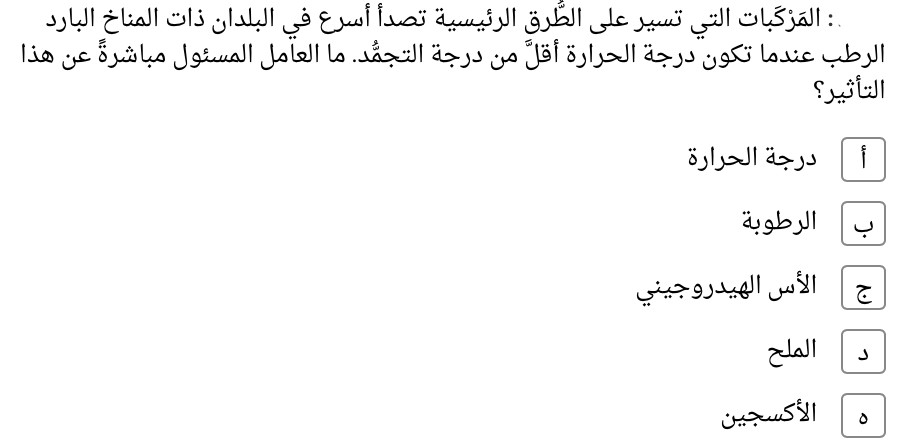 : المَرْكَبات التي تسير على الطُّرق الرئيسية تصدأ أسرع في البلدان ذات المناخ البارد
الرطب عندما تكون درجة الحرارة أقلَّ من درجة التجمُّد. ما العامل المسئول مباشرةً عن هذا
التأثير؟
أ درجة الحرارة
ب الرطوبة
ج الأس الهيدروجيني
د الملح
ه الأكسجين